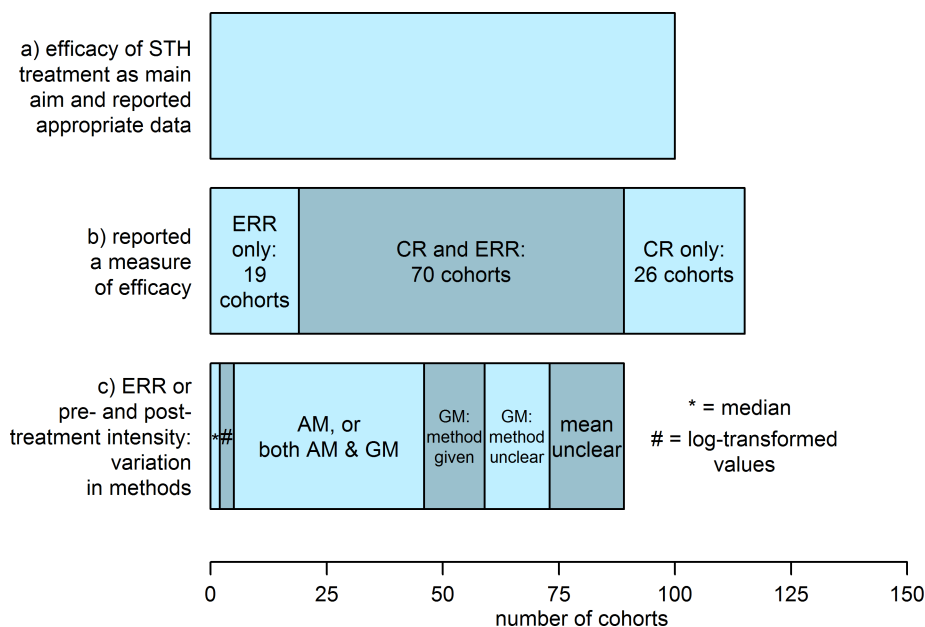 a) efficacy of STH
treatment as main
aim and reported
appropriate data
b) reported
a measure
of efficacy
ERR
only:
19
cohorts
CR and ERR:
70 cohorts
CR only:
26 cohorts
c) ERR or
pre- and post-
treatment intensity:
variation
in methods
*
#
AM, or
both AM & GM
GM:
method
given
GM:
method
unclear
mean
unclear
* = median
# = log-transformed
values
0 25 50 75 100 125 150
number of cohorts